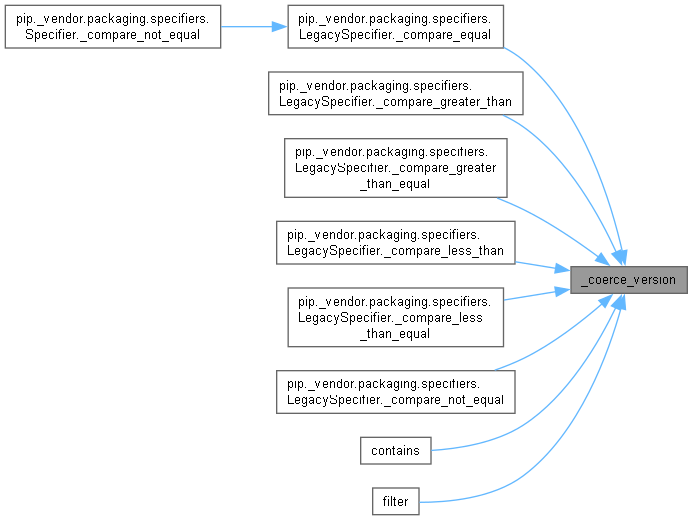 pip._vendor.packaging.specifiers.
Specifier._compare_not_equal
pip._vendor.packaging.specifiers.
LegacySpecifier._compare_equal
pip._vendor.packaging.specifiers.
LegacySpecifier._compare_greater_than
pip._vendor.packaging.specifiers.
LegacySpecifier._compare_greater
_than_equal
pip._vendor.packaging.specifiers.
LegacySpecifier._compare_less_than
pip._vendor.packaging.specifiers.
LegacySpecifier._compare_less
_than_equal
pip._vendor.packaging.specifiers.
LegacySpecifier._compare_not_equal
contains
filter
_coerce_version